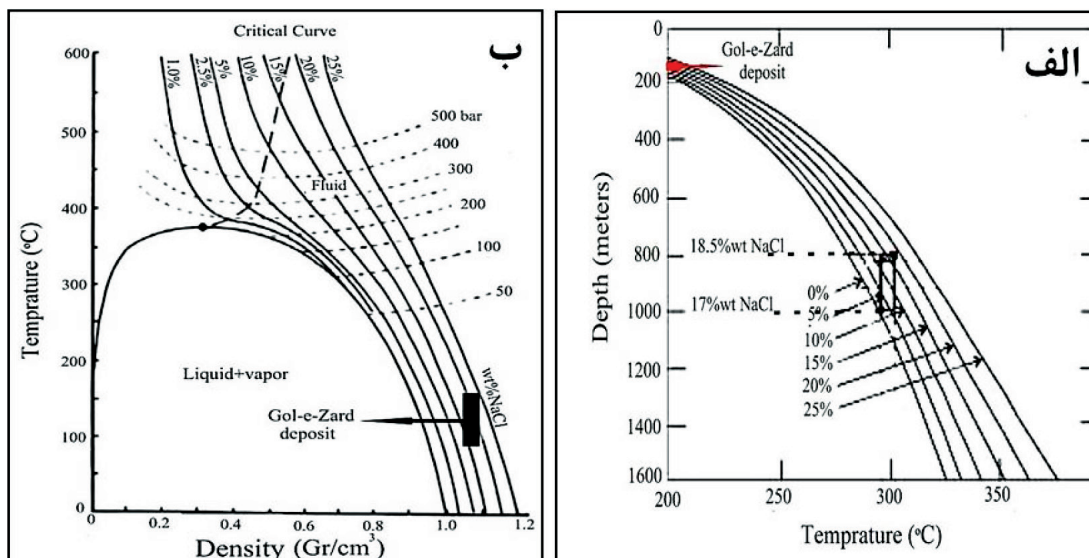 Critical Curve
ب
600
500
400
300
200
100
0
Temprature (°C)
1.0%
2.5%
5%
10%
15%
20%
25%
500 bar
400
300
200
100
50
Fluid
Liquid+vapor
wt%NaCl
Gol-e-Zard
deposit
0
0.2
0.4
0.6
0.8
1.0
1.2
Density (Gr/cm³)
الف
0
200
400
600
800
1000
1200
1400
1600
Depth (meters)
Gol-e-Zard
deposit
18.5%wt NaCl
17%wt NaCl
0%
5%
10%
15%
20%
25%
200
250
300
350
Temprature (°C)